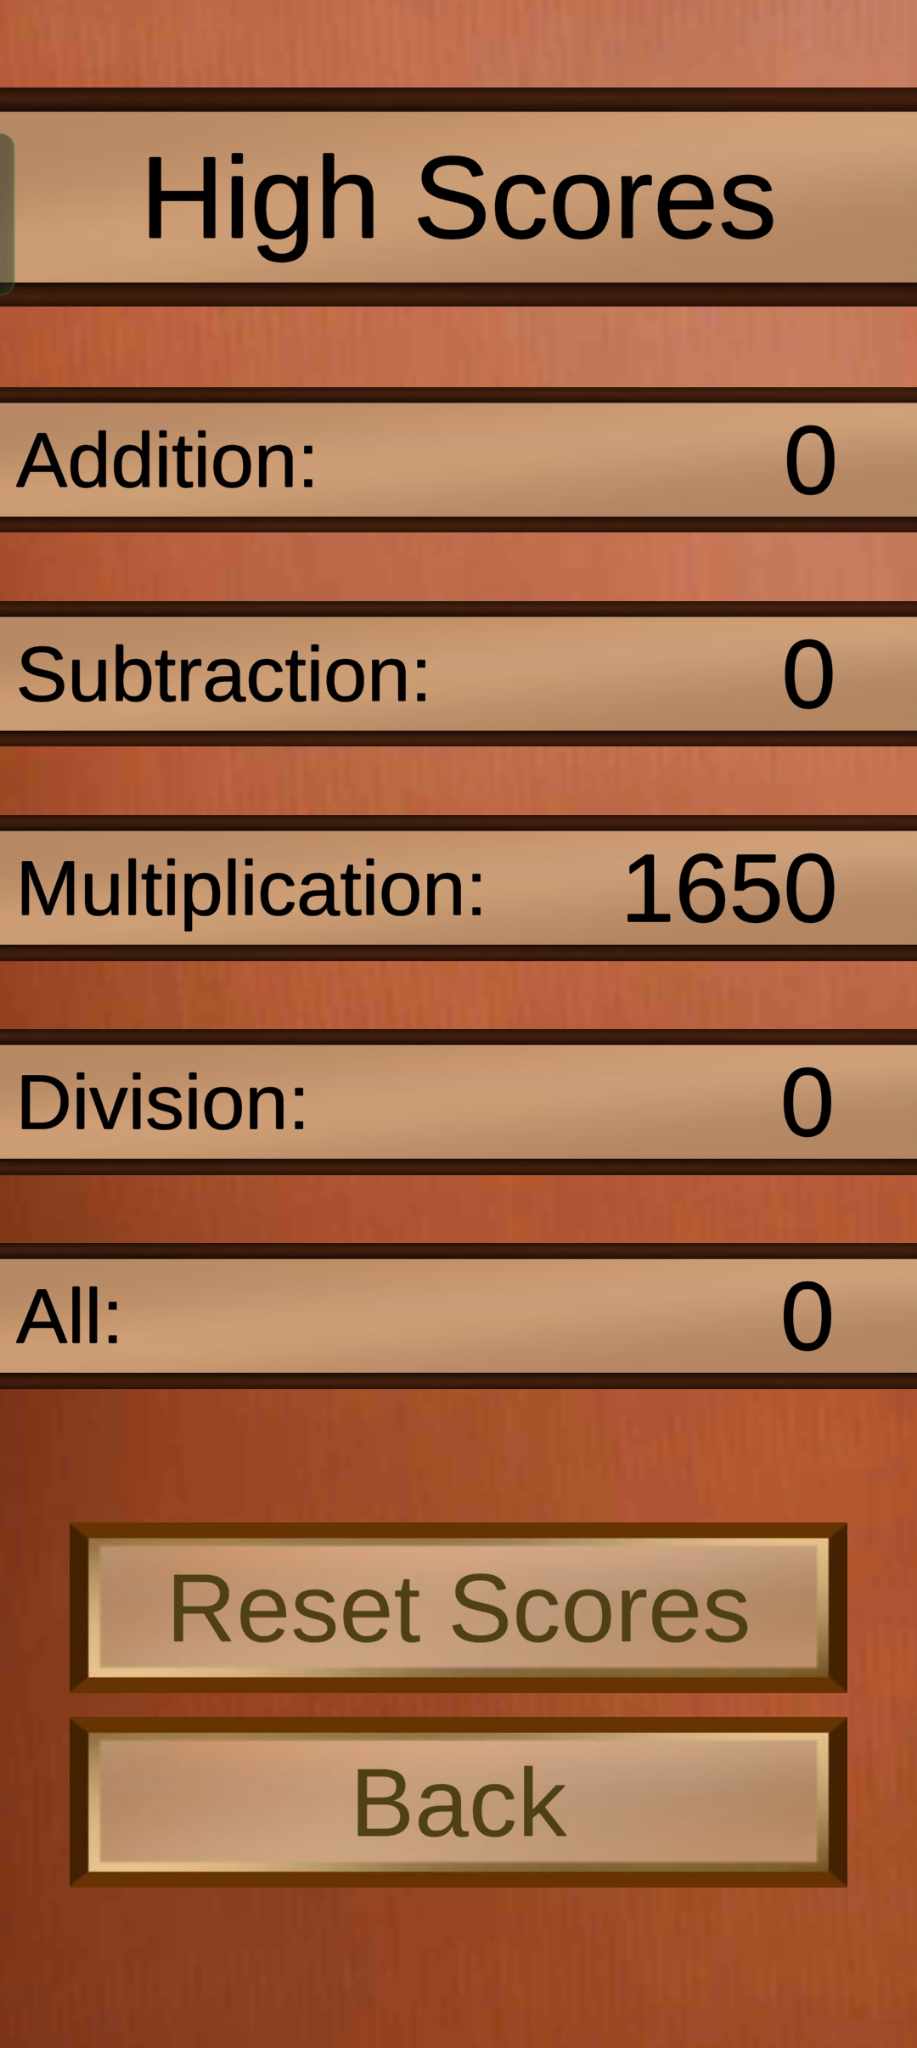 High Scores
Addition: 0
Subtraction: 0
Multiplication: 1650
Division: 0
All: 0
Reset Scores
Back